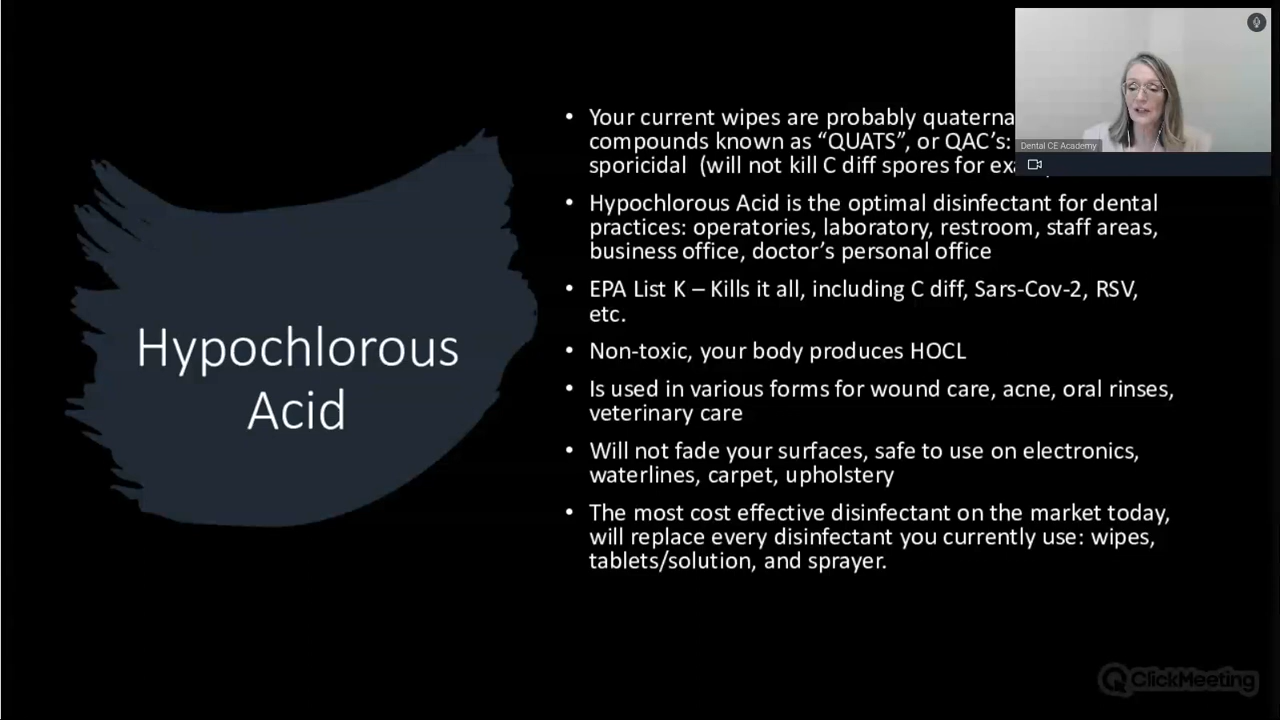 Hypochlorous
Acid
• Your current wipes are probably
compounds known as “QUATS”, or QAC’s:
sporicidal (will not kill C diff spores for
• Hypochlorous Acid is the optimal disinfectant for dental
practices: operatories, laboratory, restroom, staff areas,
business office, doctor’s personal office
• EPA List K – Kills it all, including C diff, Sars-Cov-2, RSV,
etc.
• Non-toxic, your body produces HOCL
• Is used in various forms for wound care, acne, oral rinses,
veterinary care
• Will not fade your surfaces, safe to use on electronics,
waterlines, carpet, upholstery
• The most cost effective disinfectant on the market today,
will replace every disinfectant you currently use: wipes,
tablets/solution, and sprayer.
Dental CE Academy
ClickMeeting